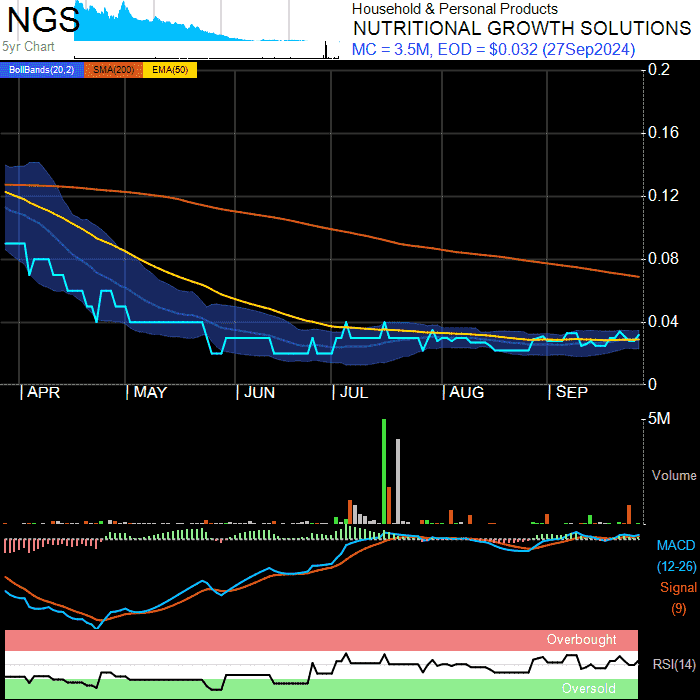 NGS
5yr Chart
Household & Personal Products
NUTRITIONAL GROWTH SOLUTIONS
MC = 3.5M, EOD = $0.032 (27Sep2024)
BollBands(20,2) SMA(200) EMA(50)
0.2
0.16
0.12
0.08
0.04
0
APR MAY JUN JUL AUG SEP
5M
Volume
MACD
(12-26)
Signal
(9)
Overbought
RSI(14)
Oversold